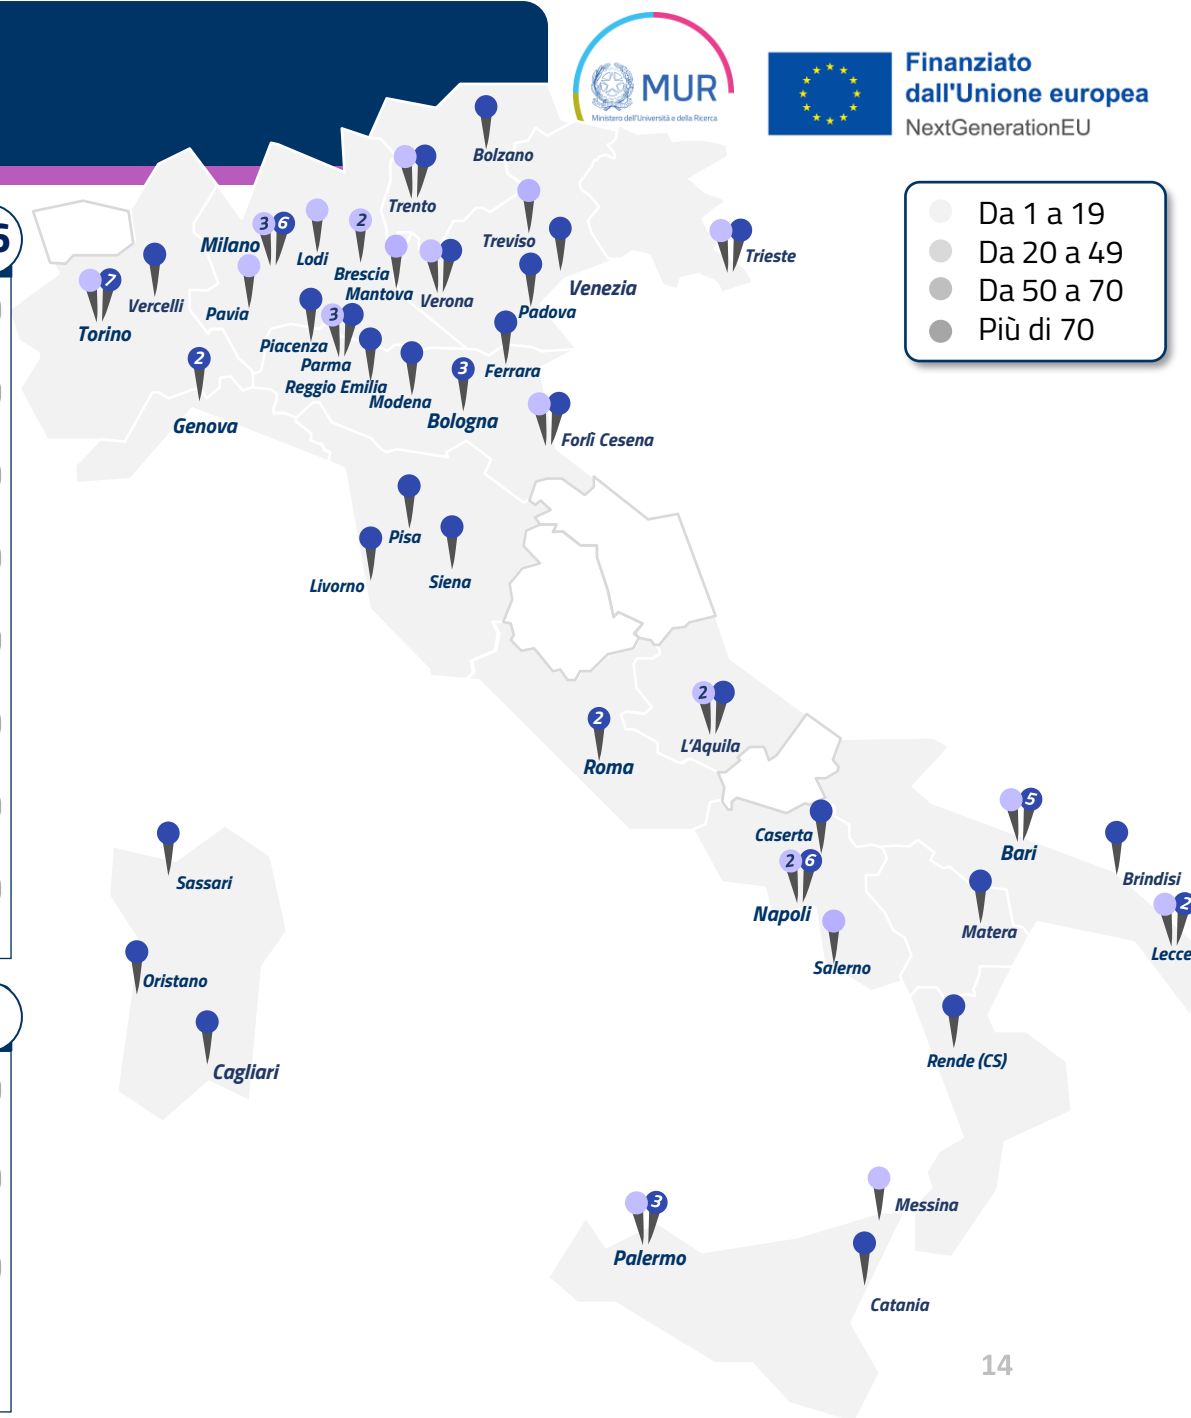 MUR
Ministero dell'Università e della Ricerca
Finanziato
dall'Unione europea
NextGenerationEU
Da 1 a 19
Da 20 a 49
Da 50 a 70
Più di 70
6
Bolzano
Trento
Treviso
Trieste
3 6
Milano
Lodi
2
Brescia
Mantova
Verona
Venezia
Padova
7
Torino
Vercelli
Pavia
Piacenza
3
Parma
Reggio Emilia
Modena
3
Bologna
Ferrara
2
Genova
Forlì Cesena
Pisa
Livorno
Siena
2
L'Aquila
2
Roma
Caserta
2 6
Napoli
Salerno
5
Bari
Brindisi
Matera
2
Lecce
Sassari
Oristano
Cagliari
Rende (CS)
Messina
3
Palermo
Catania
14